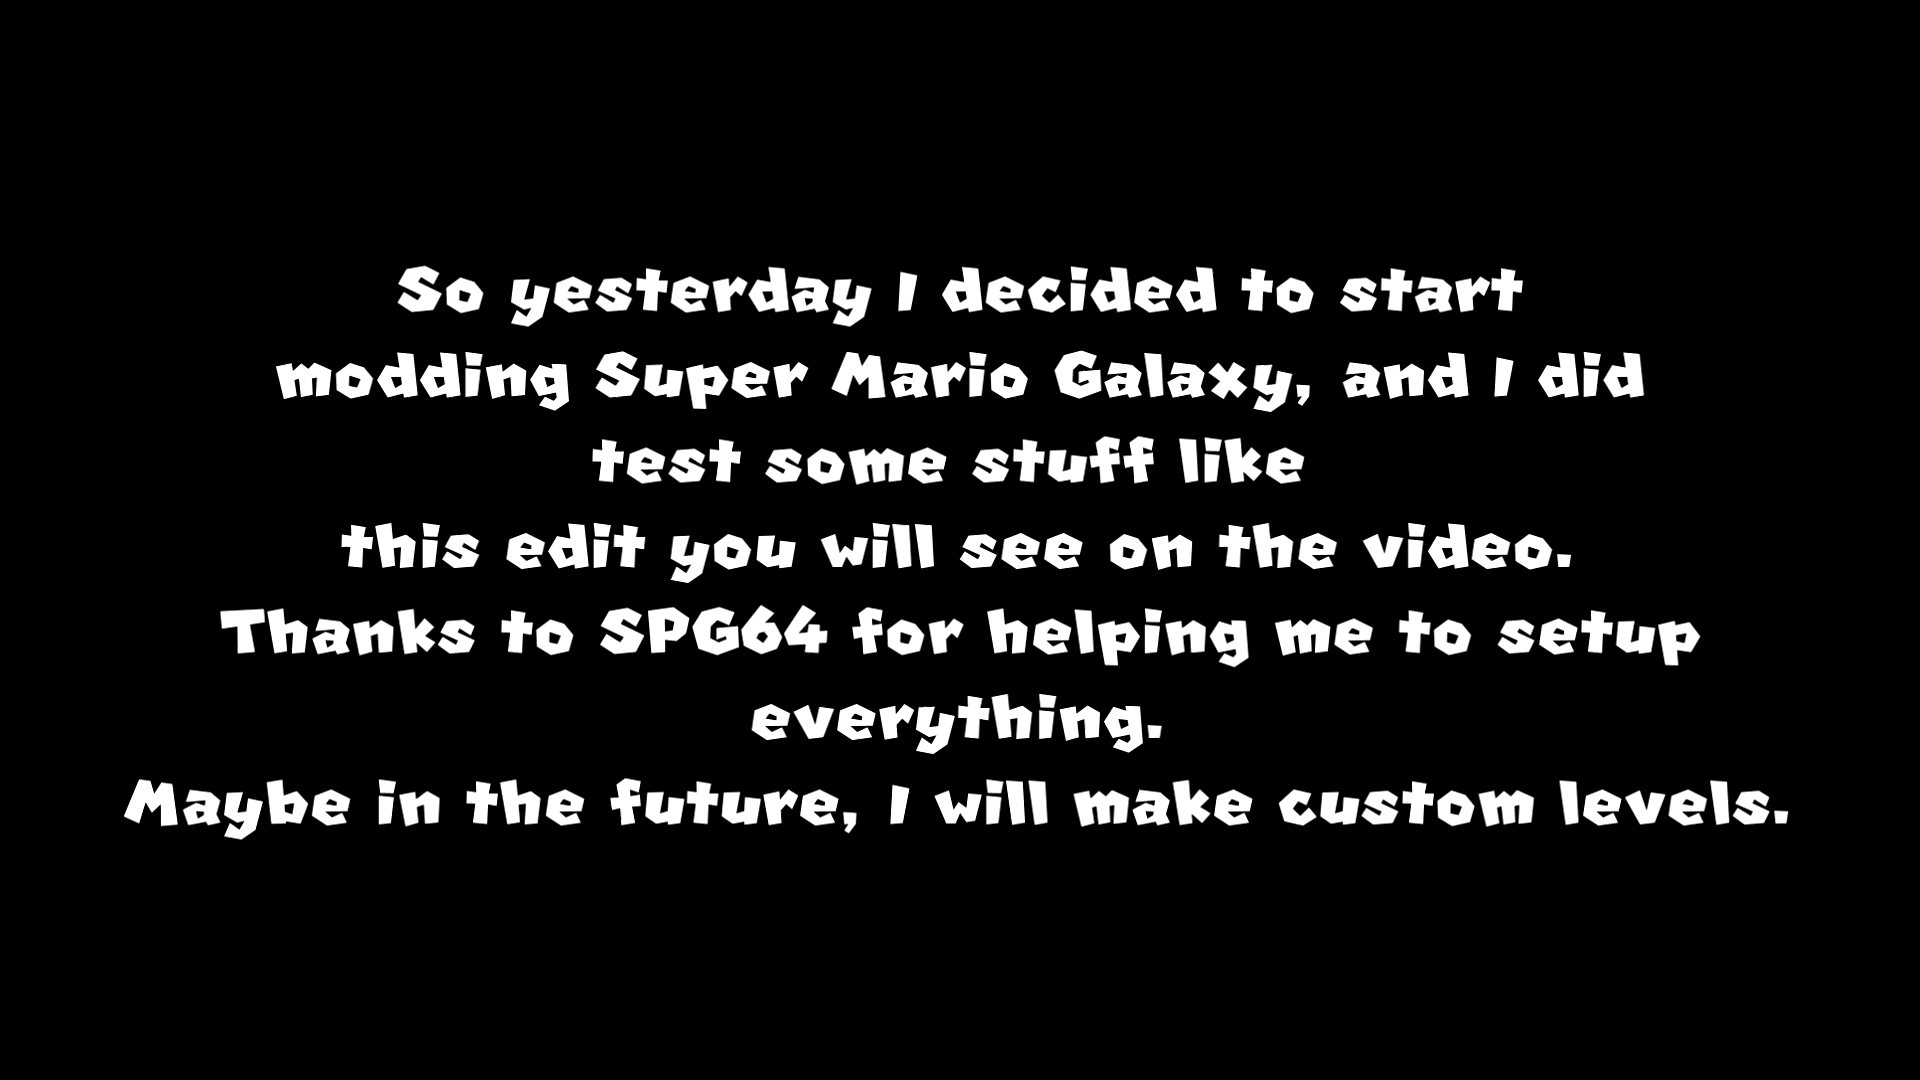 So yesterday I decided to start
modding Super Mario Galaxy, and I did
test some stuff like
this edit you will see on the video.
Thanks to SPG64 for helping me to setup
everything.
Maybe in the future, I will make custom levels.